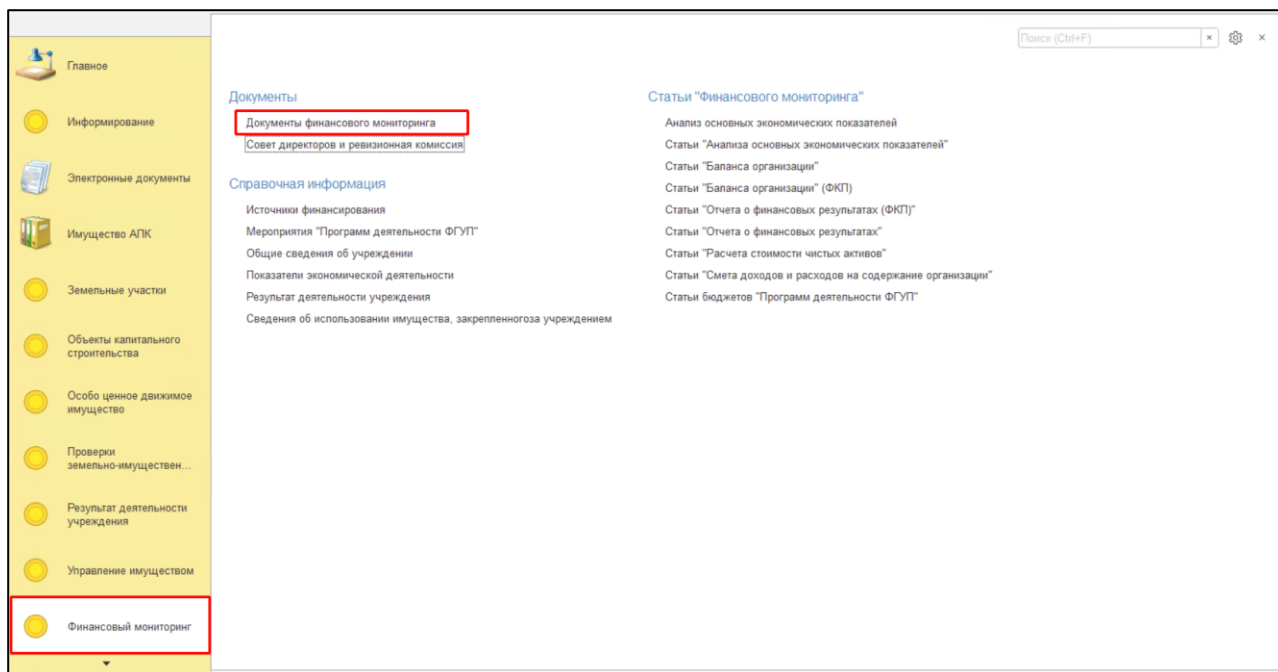 Поиск (Ctrl+F)
Главное
Информирование
Электронные документы
Имущество АПК
Земельные участки
Объекты капитального
строительства
Особо ценное движимое
имущество
Проверки
земельно-имуществен...
Результат деятельности
учреждения
Управление имуществом
Финансовый мониторинг
Документы
Документы финансового мониторинга
Совет директоров и ревизионная комиссия
Справочная информация
Источники финансирования
Мероприятия "Программ деятельности ФГУП"
Общие сведения об учреждении
Показатели экономической деятельности
Результат деятельности учреждения
Сведения об использовании имущества, закрепленногоза учреждением
Статьи "Финансового мониторинга"
Анализ основных экономических показателей
Статьи "Анализа основных экономических показателей"
Статьи "Баланса организации"
Статьи "Баланса организации" (ФКП)
Статьи "Отчета о финансовых результатах (ФКП)"
Статьи "Отчета о финансовых результатах"
Статьи "Расчета стоимости чистых активов"
Статьи "Смета доходов и расходов на содержание организации"
Статьи бюджетов "Программ деятельности ФГУП"